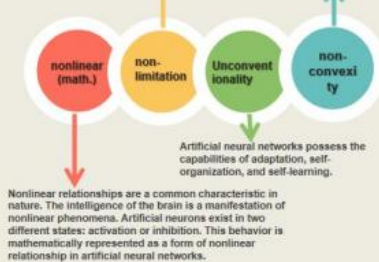 nonlinear
(math.)
non-
limitation
Unconvent
ionality
non-
convexi
ty
Artificial neural networks possess the
capabilities of adaptation, self-
organization, and self-learning.
Nonlinear relationships are a common characteristic in
nature. The intelligence of the brain is a manifestation of
nonlinear phenomena. Artificial neurons exist in two
different states: activation or inhibition. This behavior is
mathematically represented as a form of nonlinear
relationship in artificial neural networks.